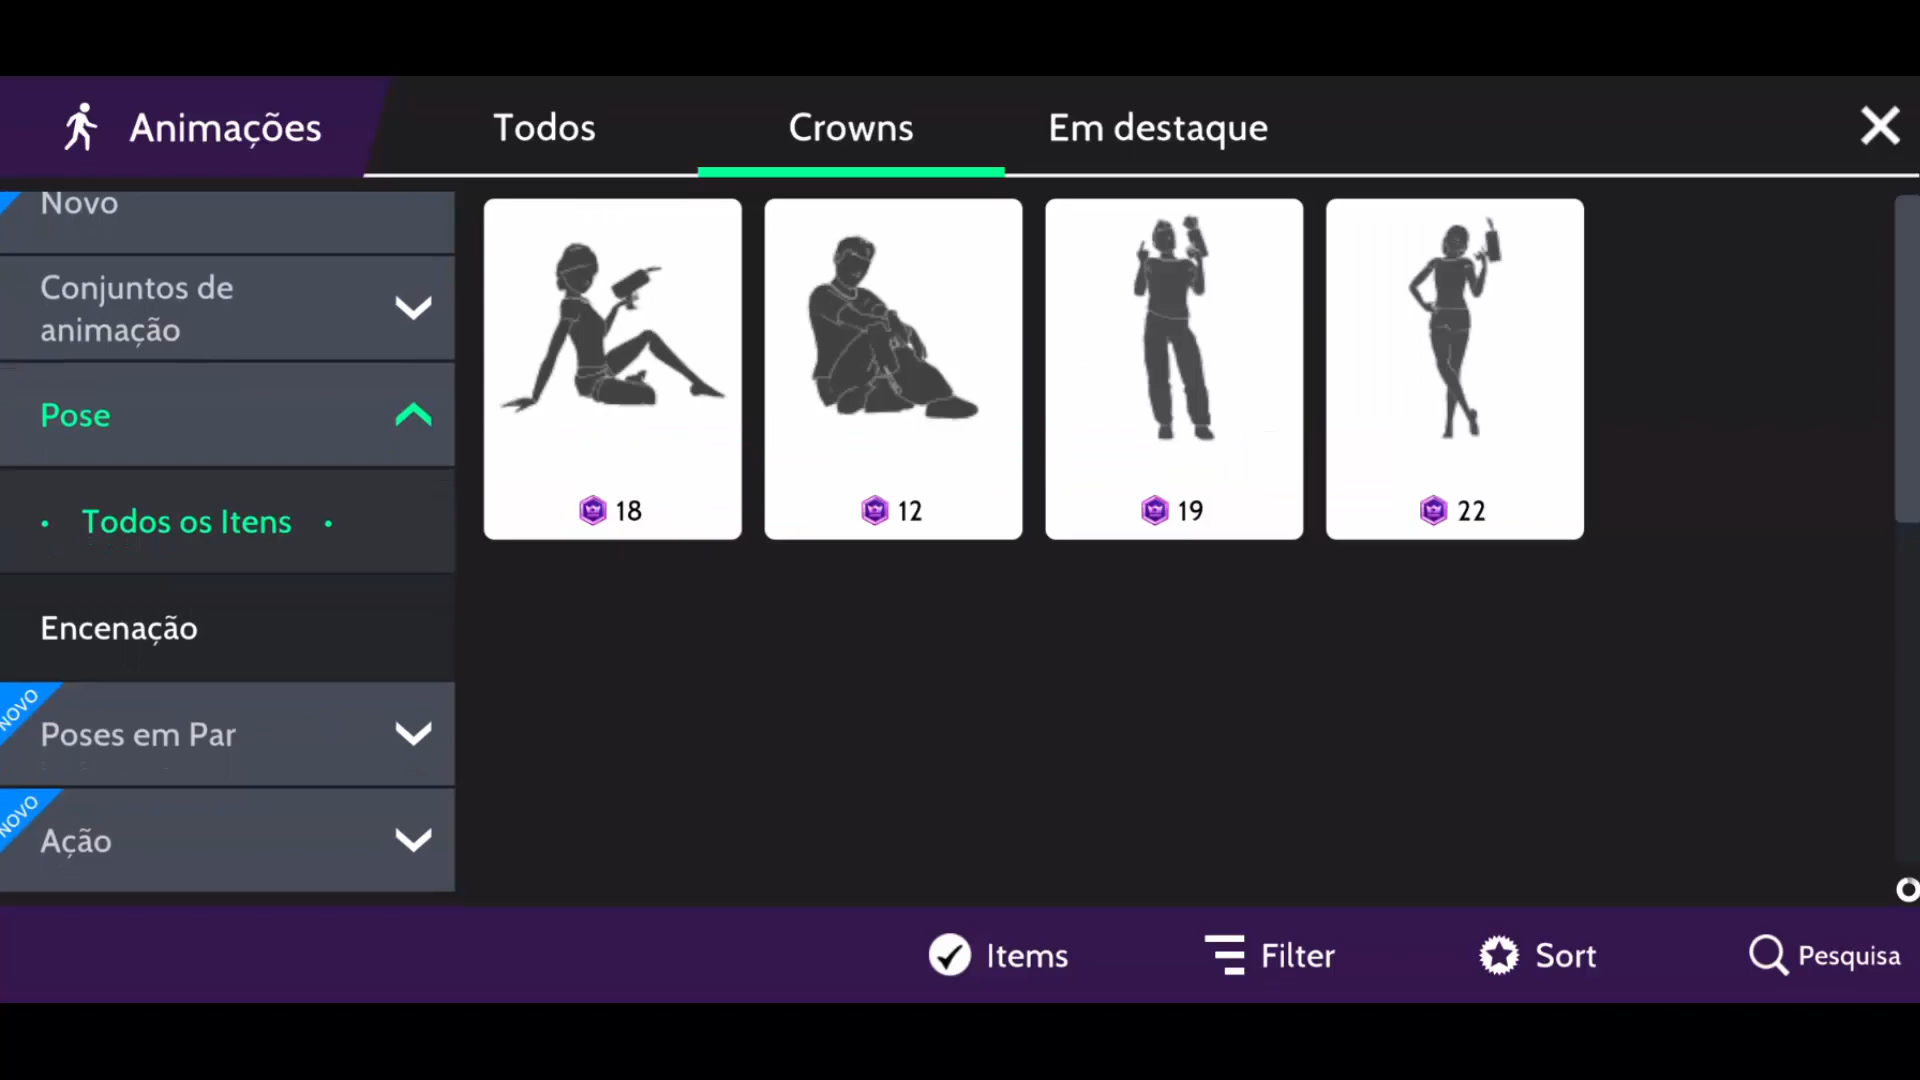 Animações
Todos
Crowns
Em destaque
Novo
Conjuntos de
animação
Pose
Todos os Itens
Encenação
NOVO
Poses em Par
NOVO
Ação
18
12
19
22
Items
Filter
Sort
Pesquisa